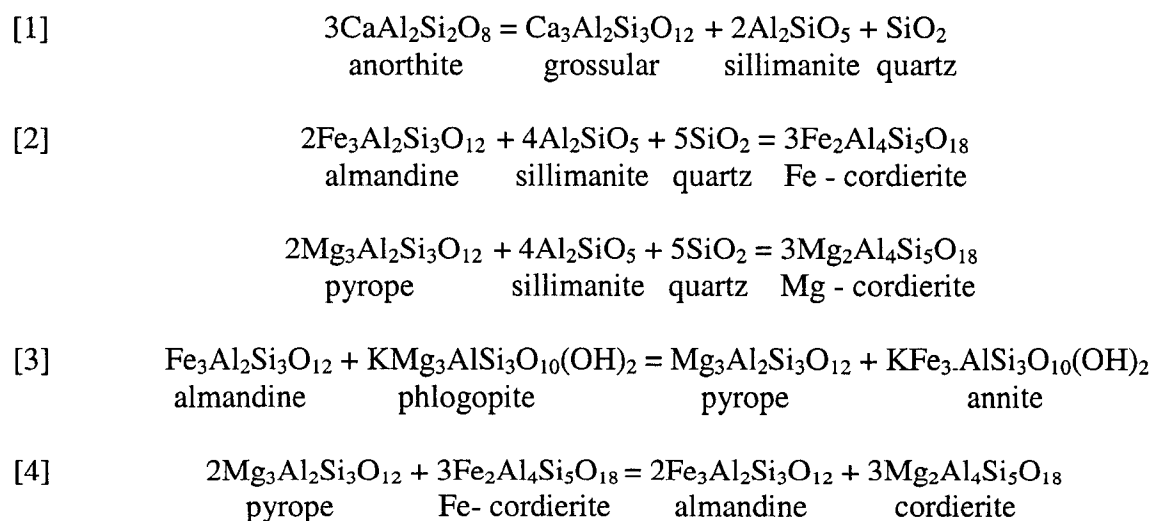 [1] 3CaAl₂Si₂O₈ = Ca₃Al₂Si₃O₁₂ + 2Al₂SiO₅ + SiO₂
anorthite grossular sillimanite quartz
[2] 2Fe₃Al₂Si₃O₁₂ + 4Al₂SiO₅ + 5SiO₂ = 3Fe₂Al₄Si₅O₁₈
almandine sillimanite quartz Fe - cordierite
2Mg₃Al₂Si₃O₁₂ + 4Al₂SiO₅ + 5SiO₂ = 3Mg₂Al₄Si₅O₁₈
pyrope sillimanite quartz Mg - cordierite
[3] Fe₃Al₂Si₃O₁₂ + KMg₃AlSi₃O₁₀(OH)₂ = Mg₃Al₂Si₃O₁₂ + KFe₃-AlSi₃O₁₀(OH)₂
almandine phlogopite pyrope annite
[4] 2Mg₃Al₂Si₃O₁₂ + 3Fe₂Al₄Si₅O₁₈ = 2Fe₃Al₂Si₃O₁₂ + 3Mg₂Al₄Si₅O₁₈
pyrope Fe- cordierite almandine cordierite